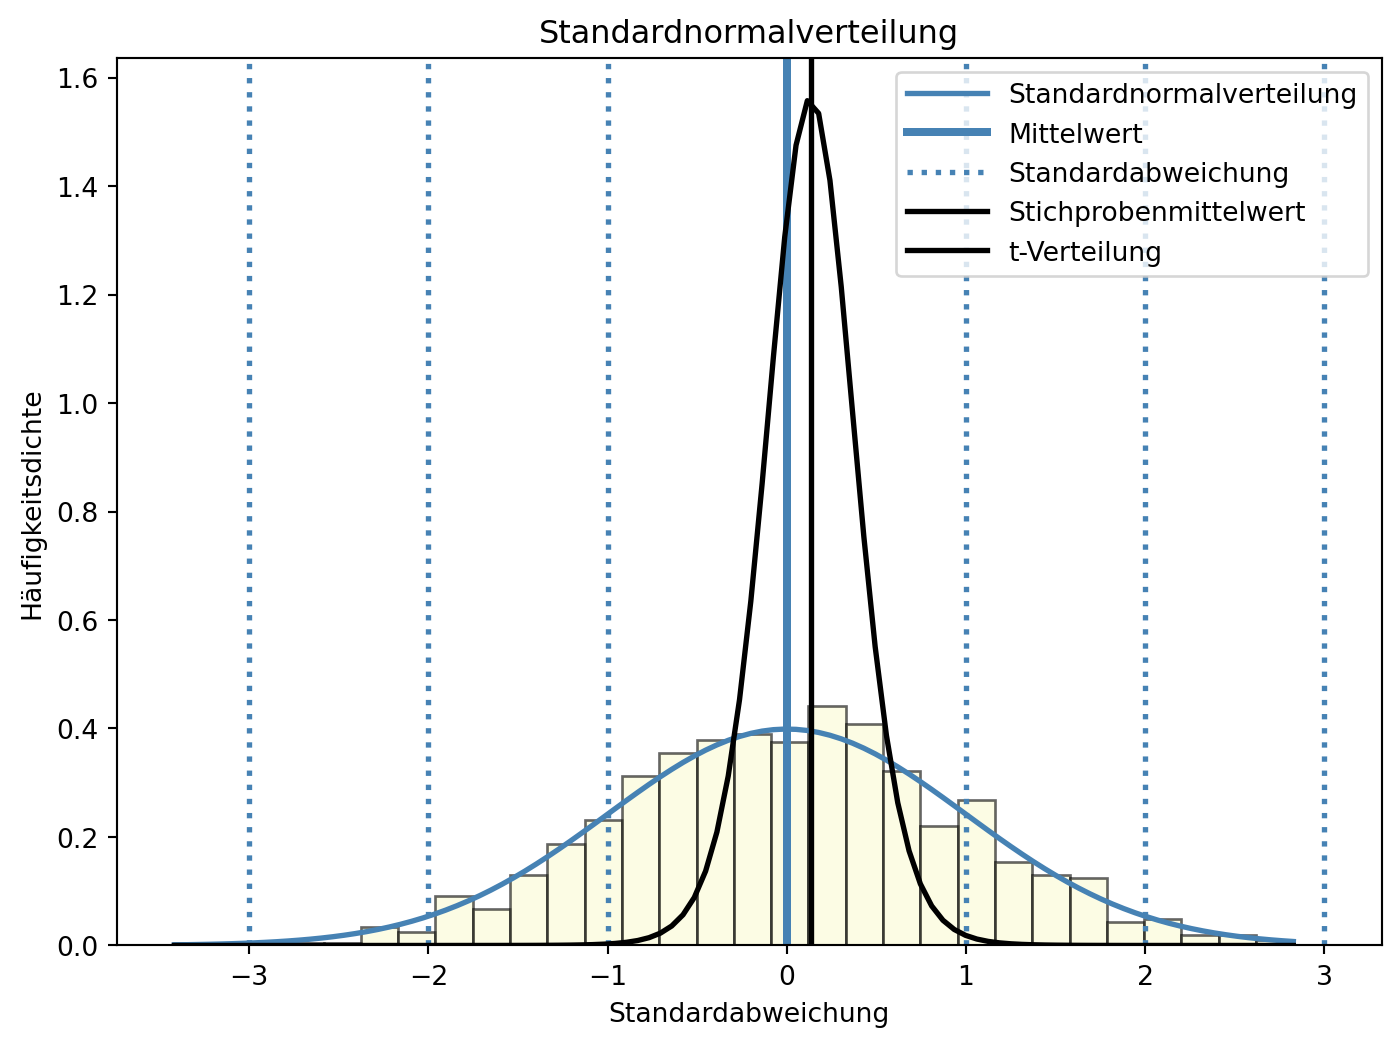 Standardnormalverteilung
Standardnormalverteilung
Mittelwert
Standardabweichung
Stichprobenmittelwert
t-Verteilung
Häufigkeitsdichte
1.6
1.4
1.2
1.0
0.8
0.6
0.4
0.2
0.0
−3 −2 −1 0 1 2 3
Standardabweichung